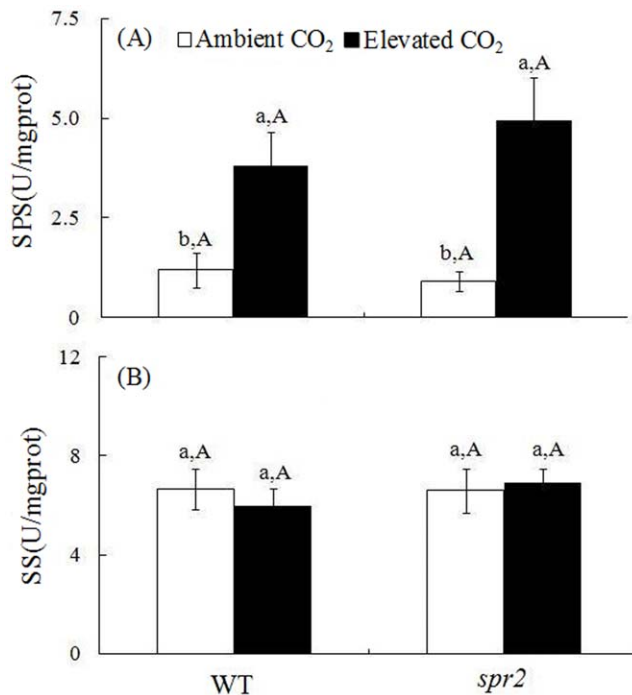 7.5
(A)
Ambient CO₂ Elevated CO₂
a,A
a,A
5.0
SPS(U/mgprot)
2.5
b,A
b,A
0
12
(B)
a,A
a,A
a,A
a,A
8
SS(U/mgprot)
4
0
WT
spr2